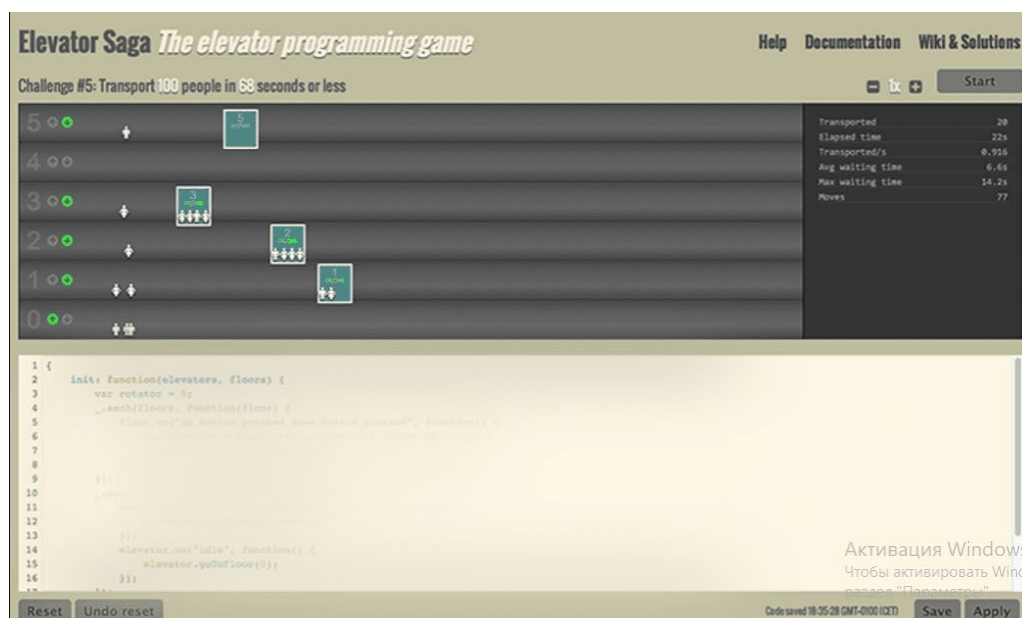 Elevator Saga The elevator programming game
Help Documentation Wiki & Solutions
Challenge #5: Transport 100 people in 68 seconds or less
1x
Start
5
4
3
2
1
0
5
3
2
1
Transported 20
Elapsed time 22s
Transported/s 0.916
Avg waiting time 6.6s
Max waiting time 14.2s
Moves 77
1 {
2 init: function(elevators, floors) {
3 var rotator = 0;
4 _.each(floors, function(floor) {
5 floor.on("up_button_pressed down_button_pressed", function() {
6
7
8
9 });
10
11
12
13 });
14 elevator.on("idle", function() {
15 elevator.goToFloor(0);
16 });
17
Активация Windows
Чтобы активировать Wind
раздел "Параметры"
Reset Undo reset
Code saved 18:35:28 GMT+0100 (CET)
Save Apply